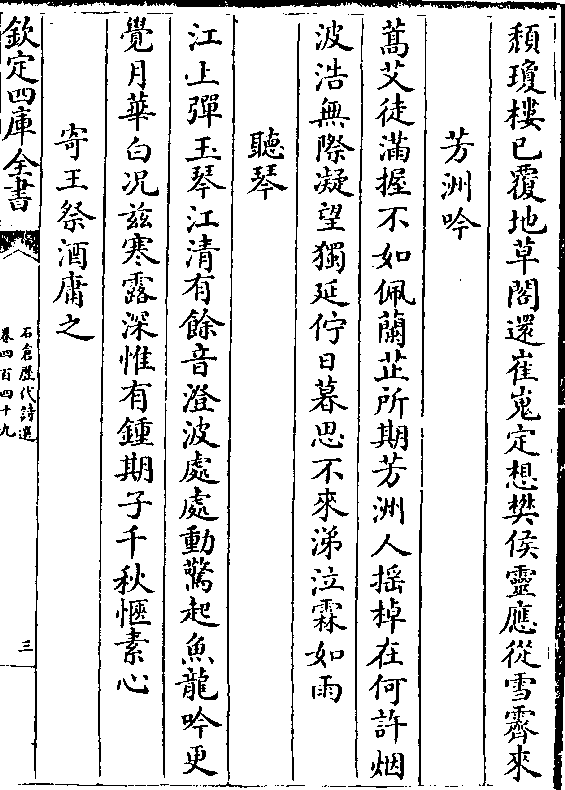 頽瓊樓已覆地草閣還崔嵬定想樊侯靈應從雪霽來
芳洲吟
蒿艾徒滿握不如佩蘭芷所期芳洲人摇棹在何許烟
波浩無際凝望獨延佇日暮思不來涕泣霖如雨
聽琴
江上彈玉琴江清有餘音澄波處處動驚起魚龍吟更
覺月華白况兹寒露深惟有鍾期子千秋愜素心
寄王祭酒庸之
欽定四庫全書
石倉歷代詩選
卷四百四十九
三